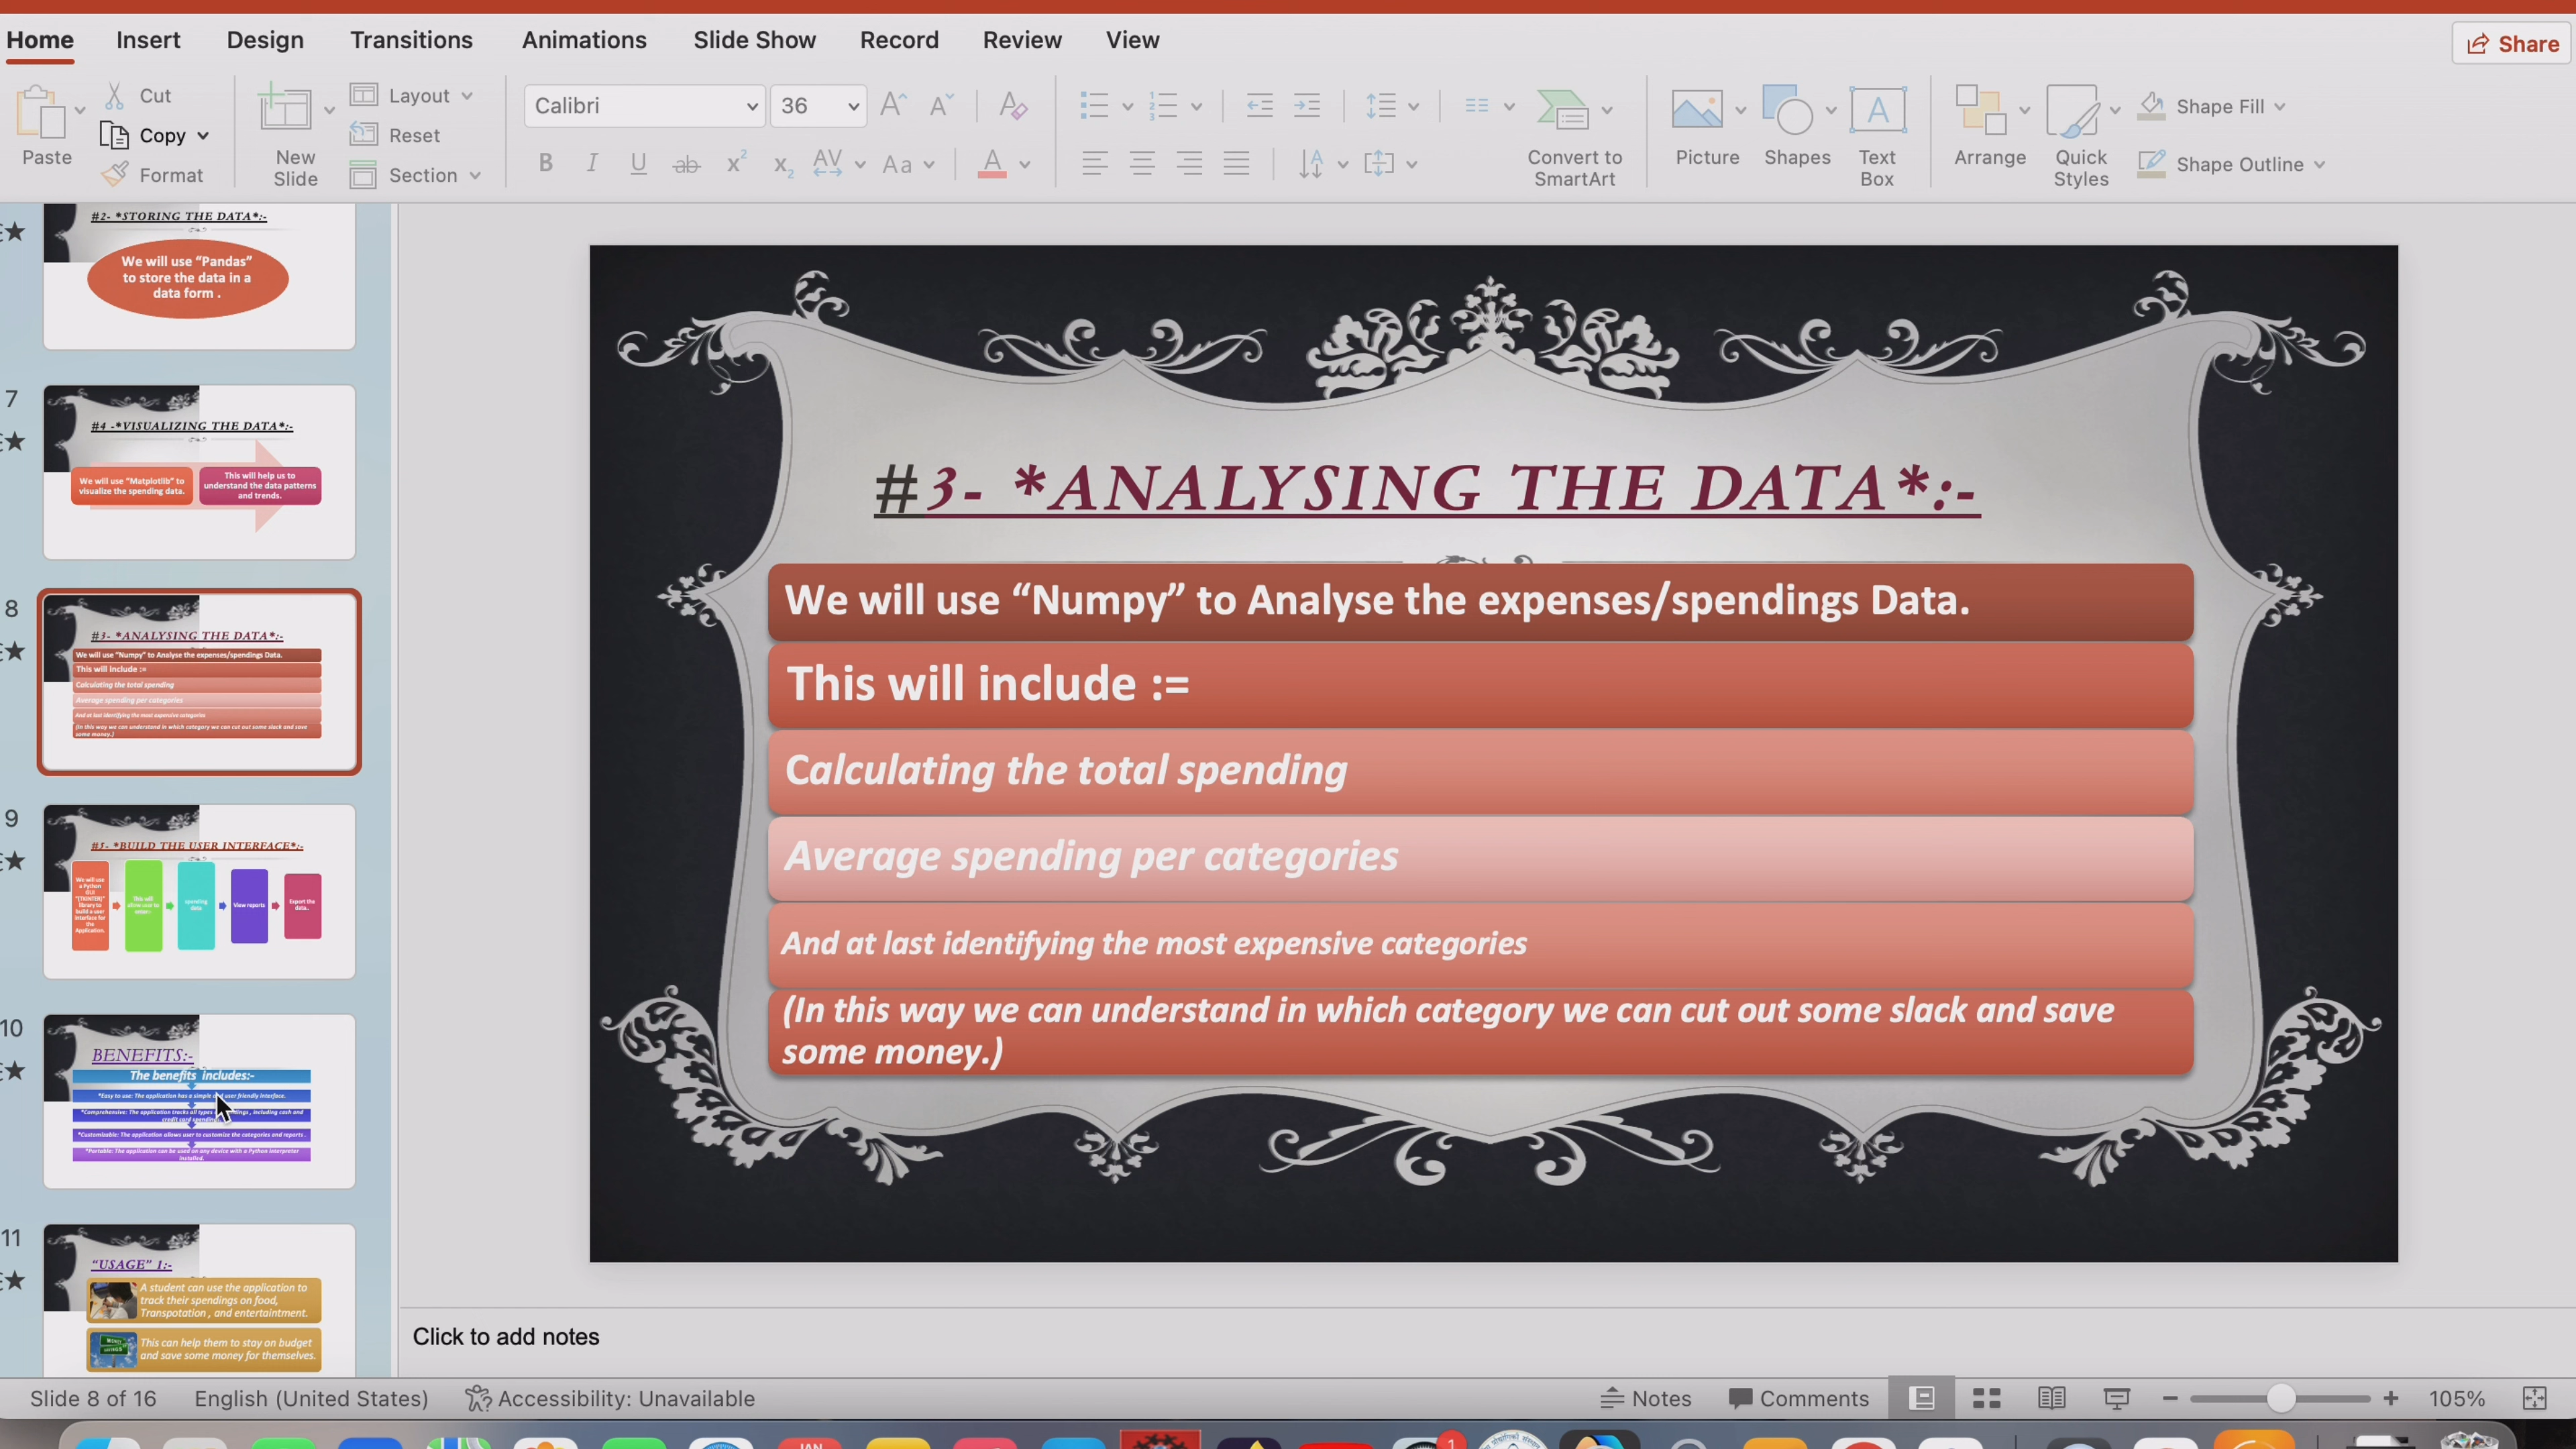 Home Insert Design Transitions Animations Slide Show Record Review View Share
Cut Layout Calibri 36 Shape Fill
Copy Reset
Paste New Slide Convert to SmartArt Picture Shapes Text Box Arrange Quick Styles Shape Outline
Format Section
#2- *STORING THE DATA*:-
We will use “Pandas”
to store the data in a
data form .
7
#4 -*VISUALIZING THE DATA*:-
We will use “Matplotlib” to
visualize the spending data.
This will help us to
understand the data patterns
and trends.
8
#3- *ANALYSING THE DATA*:-
We will use “Numpy” to Analyse the expenses/spendings Data.
This will include :=
Calculating the total spending
Average spending per categories
And at last identifying the most expensive categories
(In this way we can understand in which category we can cut out some slack and save
some money.)
9
#5- *BUILD THE USER INTERFACE*:-
We will use
a Python
GUI
“(TKINTER)”
library to
build a user
interface for
the
Application.
This will
allow user to
spending
data
View reports
Export the
data.
10
BENEFITS:-
The benefits includes:-
*Easy to use: The application has a simple and user friendly interface.
*Comprehensive: The application tracks all types , including cash and
credit card
*Customizable: The application allows user to customize the categories and reports .
*Portable: The application can be used on any device with a Python interpretor
installed.
11
“USAGE” 1:-
A student can use the application to
track their spendings on food,
Transpotation , and entertaintment.
This can help them to stay on budget
and save some money for themselves.
#3- *ANALYSING THE DATA*:-
We will use “Numpy” to Analyse the expenses/spendings Data.
This will include :=
Calculating the total spending
Average spending per categories
And at last identifying the most expensive categories
(In this way we can understand in which category we can cut out some slack and save
some money.)
Click to add notes
Slide 8 of 16 English (United States) Accessibility: Unavailable Notes Comments 105%
JAN 1